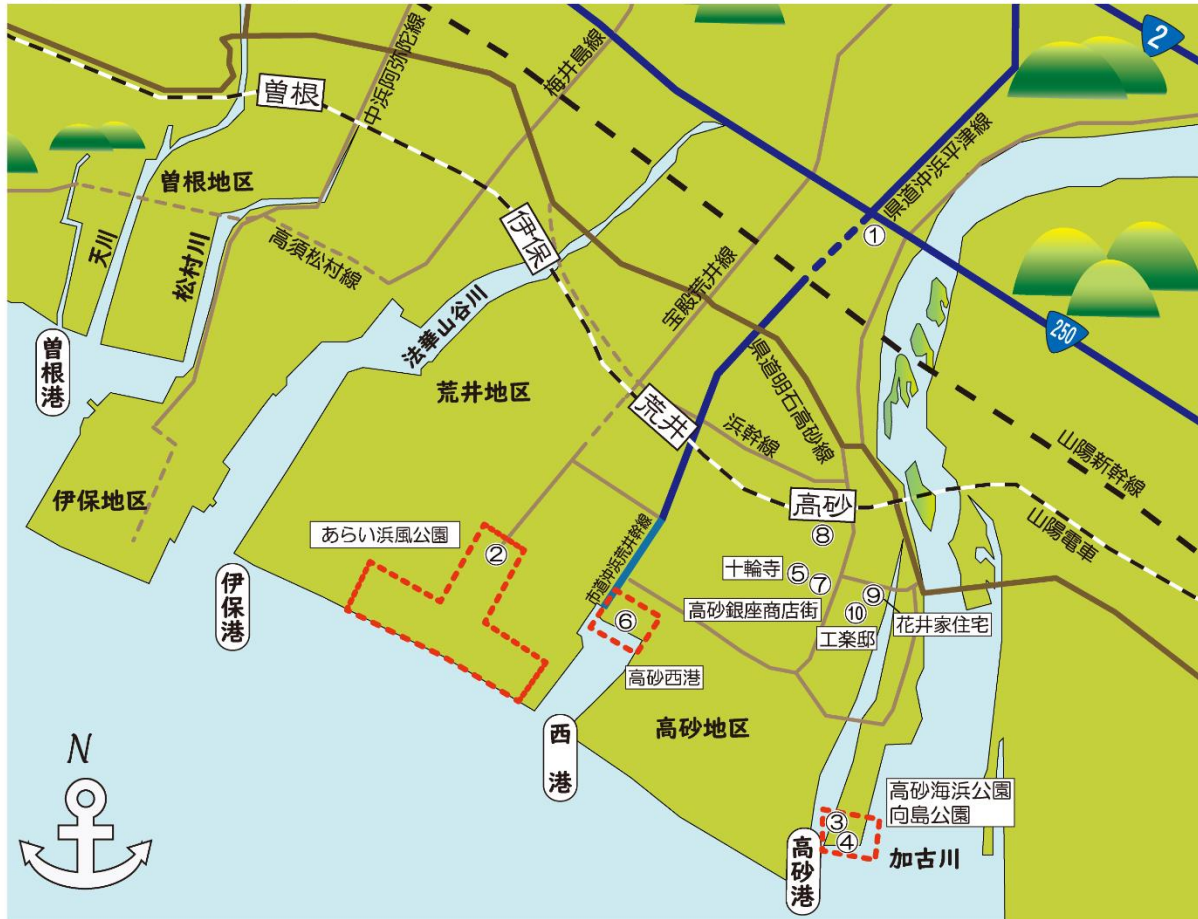 2
梅井島線
中浜阿弥陀線
曽根
県道沖浜平津線
曽根地区
①
伊保
高須松村線
宝殿荒井線
天川
松村川
法華山谷川
250
曽根港
荒井地区
県道明石高砂線
荒井
浜幹線
山陽新幹線
伊保地区
高砂
山陽電車
⑧
あらい浜風公園
②
市道沖浜荒井幹線
十輪寺
⑤
⑦
伊保港
⑥
高砂銀座商店街
⑨
⑩
工楽邸
花井家住宅
高砂西港
西港
高砂地区
N
高砂海浜公園
向島公園
③
④
高砂港
加古川